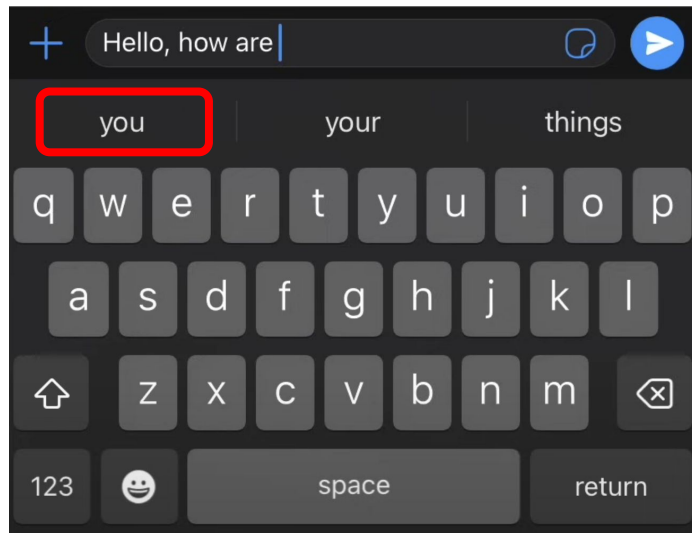 Hello, how are
you your things
q w e r t y u i o p
a s d f g h j k l
z x c v b n m
123 space return